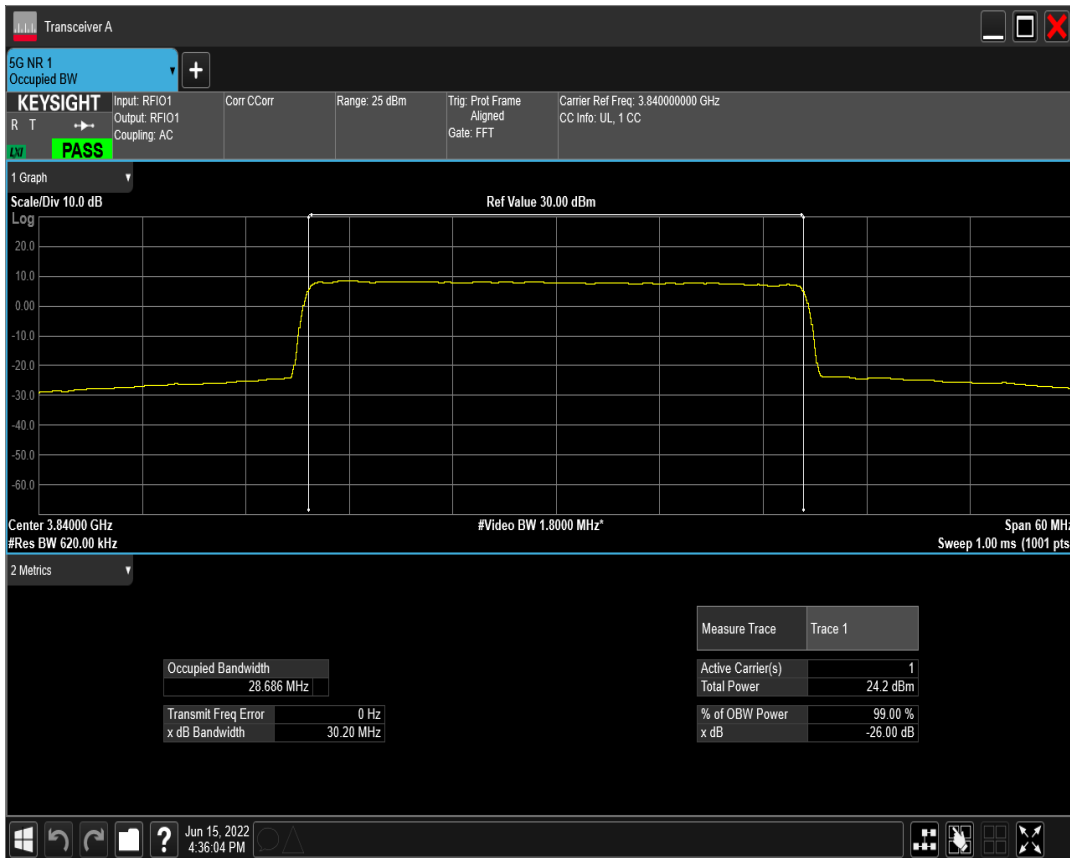 Transceiver A
5G NR 1
Occupied BW
KEYSIGHT
R T
LXI
PASS
Input: RFIO1
Output: RFIO1
Coupling: AC
Corr CCorr
Range: 25 dBm
Trig: Prot Frame
Aligned
Gate: FFT
Carrier Ref Freq: 3.840000000 GHz
CC Info: UL, 1 CC
1 Graph
Scale/Div 10.0 dB
Ref Value 30.00 dBm
Log
20.0
10.0
0.00
-10.0
-20.0
-30.0
-40.0
-50.0
-60.0
Center 3.84000 GHz
#Video BW 1.8000 MHz*
Span 60 MHz
#Res BW 620.00 kHz
Sweep 1.00 ms (1001 pts
2 Metrics
Measure Trace Trace 1
Occupied Bandwidth
28.686 MHz
Active Carrier(s) 1
Total Power 24.2 dBm
Transmit Freq Error 0 Hz
x dB Bandwidth 30.20 MHz
% of OBW Power 99.00 %
x dB -26.00 dB
?
Jun 15, 2022
4:36:04 PM